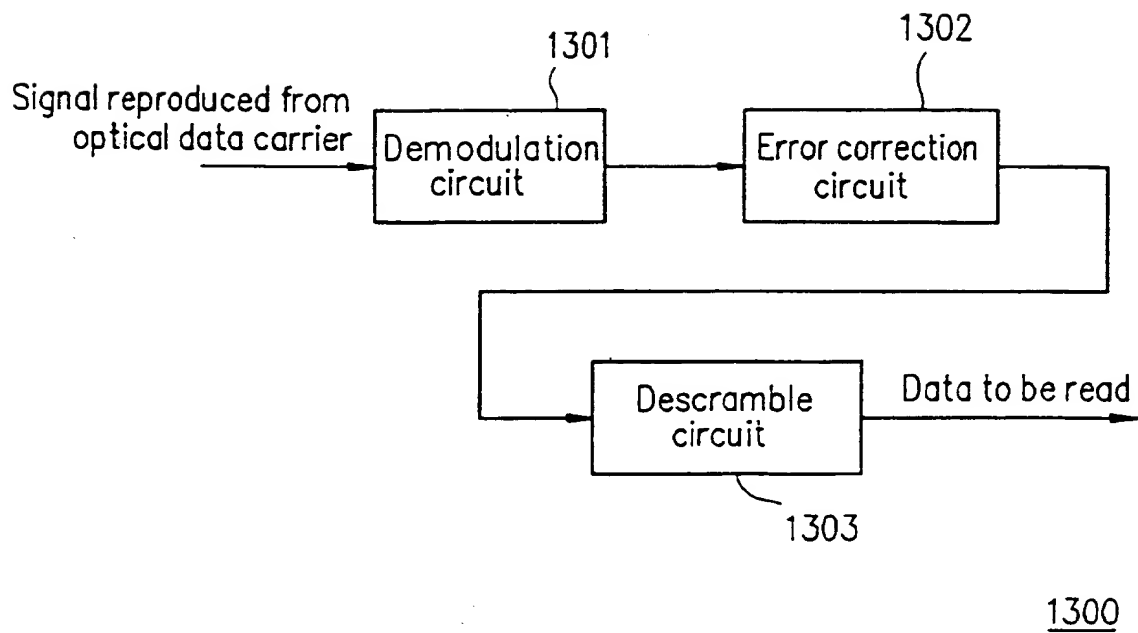 1301
1302
Signal reproduced from
optical data carrier
Demodulation
circuit
Error correction
circuit
Descramble
circuit
Data to be read
1303
1300